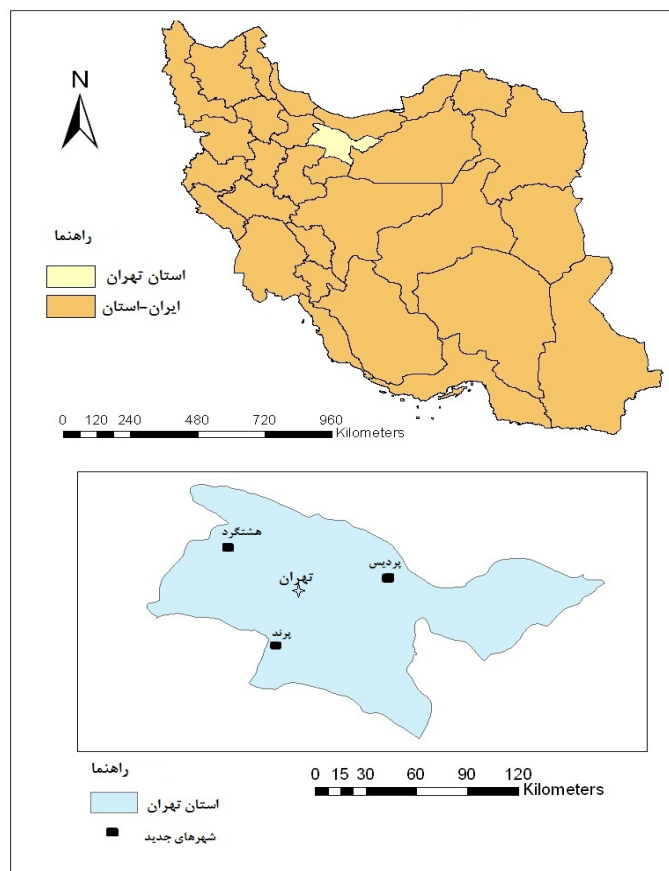 N
راهنما
استان تهران
ایران-استان
0 120 240 480 720 960
Kilometers
هشتگرد
پردیس
تهران
پرند
راهنما
استان تهران
شهرهای جدید
0 15 30 60 90 120
Kilometers